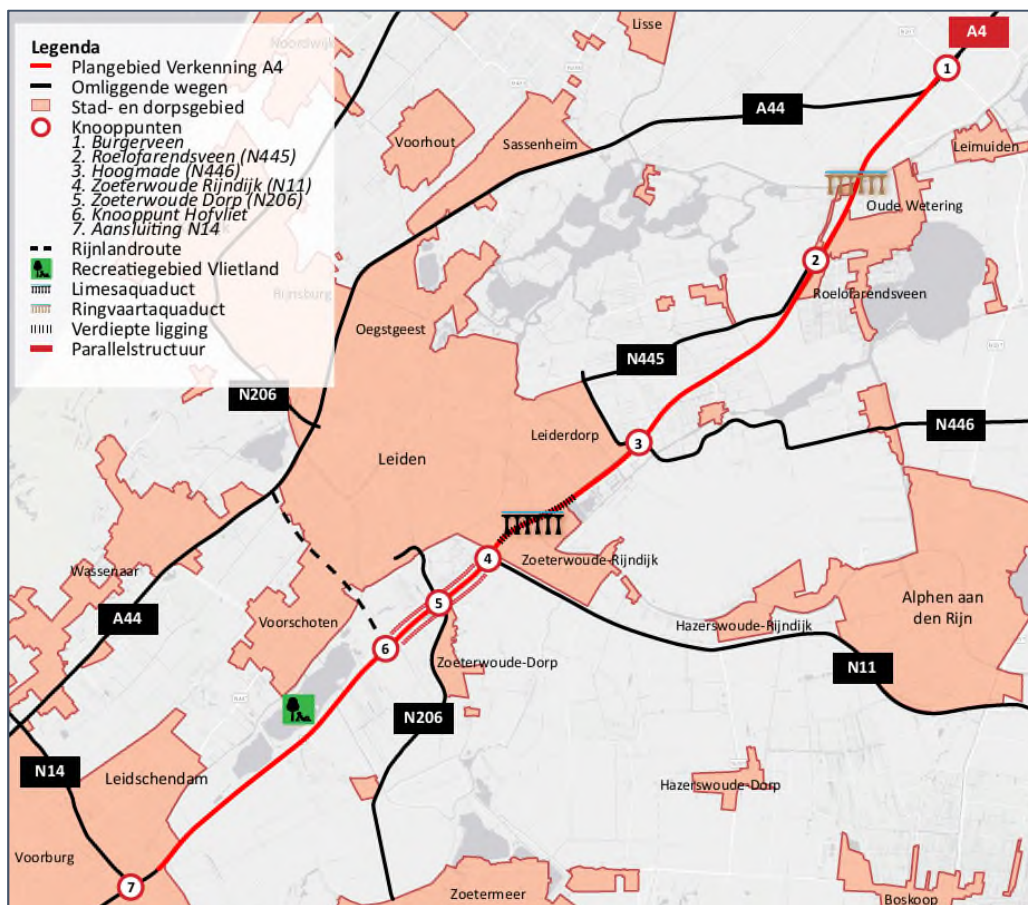 Legenda
Plangebied Verkenning A4
Omliggende wegen
Stad- en dorpsgebied
Knooppunten
1. Burgerveen
2. Roelofarendsveen (N445)
3. Hoogmade (N446)
4. Zoeterwoude Rijndijk (N11)
5. Zoeterwoude Dorp (N206)
6. Knooppunt Hofvliet
7. Aansluiting N14
Rijnlandroute
Recreatiegebied Vlietland
Limesaquaduct
Ringvaartaquaduct
Verdiepte ligging
Parallelstructuur
Noordwijk
Rijnsburg
Lisse
A4
1
A44
Voorhout
Sassenheim
Leimuiden
Oude Wetering
2
Roelofarendsveen
Oegstgeest
N445
N206
Leiderdorp
3
N446
Leiden
4
Zoeterwoude-Rijndijk
Wassenaar
A44
Voorschoten
5
6
Hazerswoude-Rijndijk
Alphen aan
den Rijn
Zoeterwoude-Dorp
N11
N206
N14
Leidschendam
Hazerswoude-Dorp
Voorburg
7
Zoetermeer
Boskoop